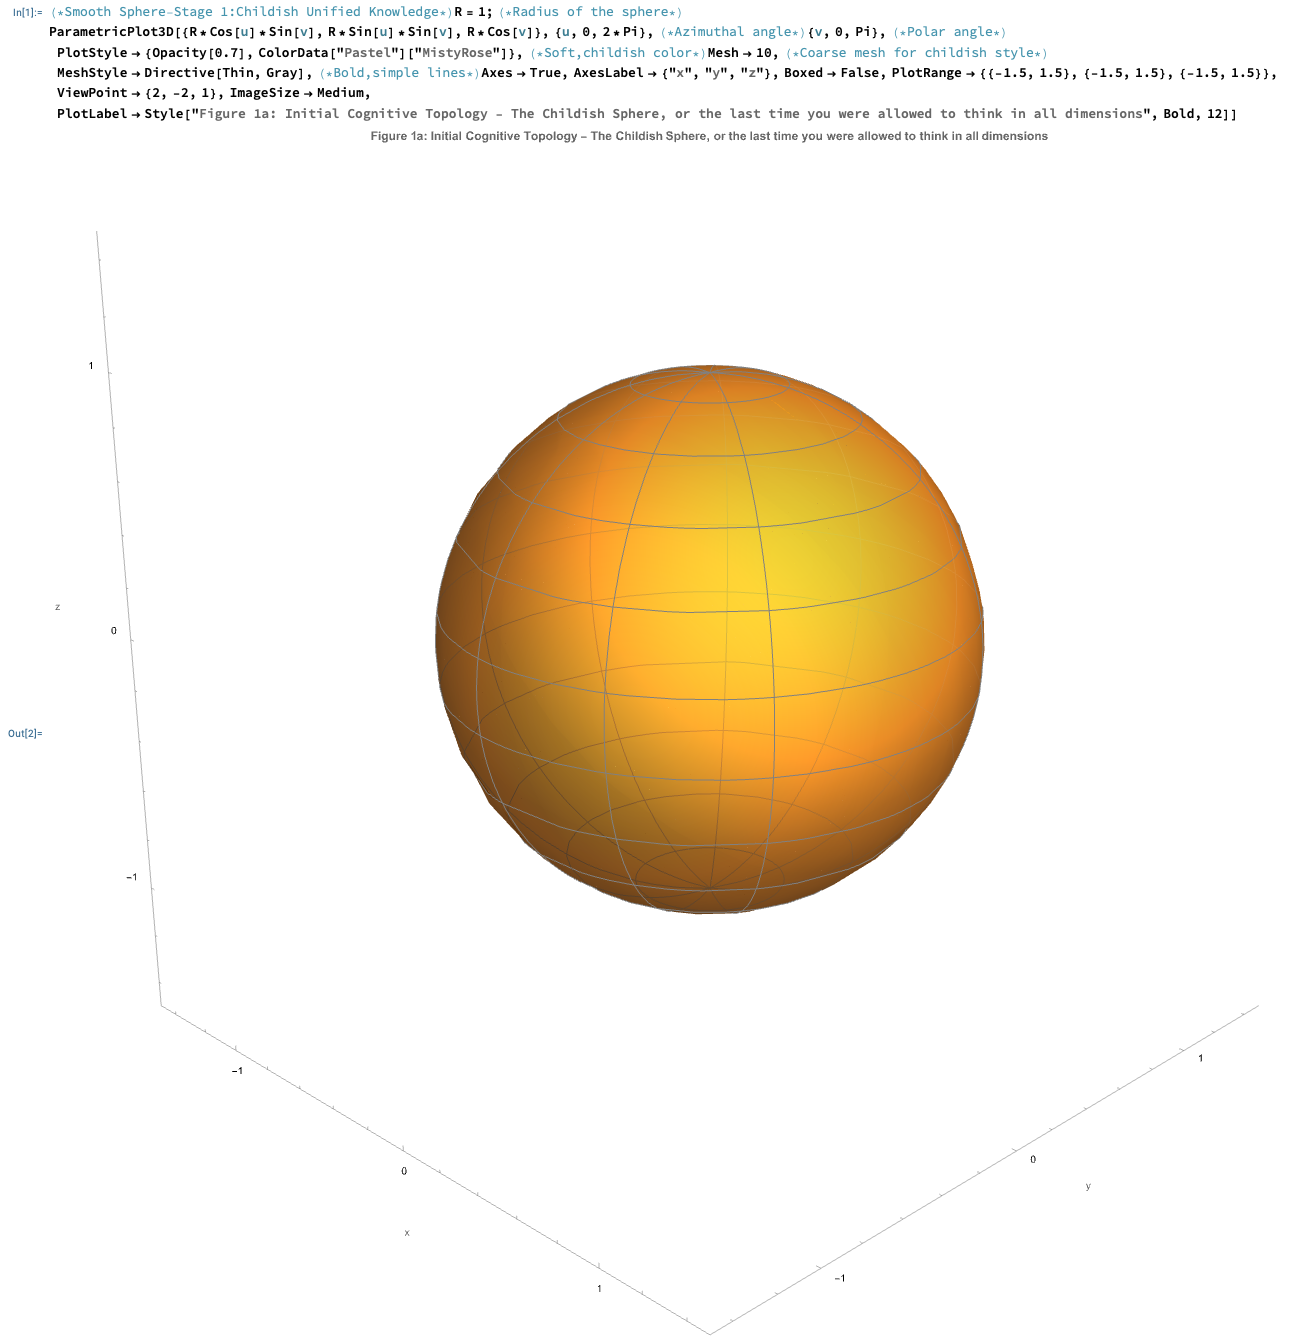 In[1]:= (*Smooth Sphere-Stage 1:Childish Unified Knowledge*)R = 1; (*Radius of the sphere*)
ParametricPlot3D[{R*Cos[u]*Sin[v], R*Sin[u]*Sin[v], R*Cos[v]}, {u, 0, 2*Pi}, (*Azimuthal angle*){v, 0, Pi}, (*Polar angle*)
PlotStyle → {Opacity[0.7], ColorData["Pastel"]["MistyRose"]}, (*Soft,childish color*)Mesh → 10, (*Coarse mesh for childish style*)
MeshStyle → Directive[Thin, Gray], (*Bold,simple lines*)Axes → True, AxesLabel → {"x", "y", "z"}, Boxed → False, PlotRange → {{-1.5, 1.5}, {-1.5, 1.5}, {-1.5, 1.5}},
ViewPoint → {2, -2, 1}, ImageSize → Medium,
PlotLabel → Style["Figure 1a: Initial Cognitive Topology – The Childish Sphere, or the last time you were allowed to think in all dimensions", Bold, 12]]
Figure 1a: Initial Cognitive Topology – The Childish Sphere, or the last time you were allowed to think in all dimensions
1
z
0
Out[2]=
-1
1
-1
0
0
y
x
-1
1